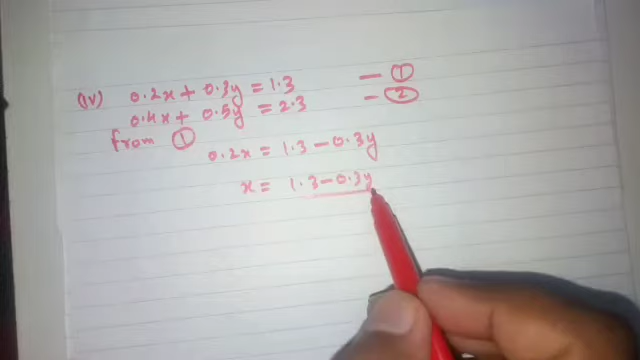 (iv) 0.2x + 0.3y = 1.3 — ①
0.4x + 0.5y = 2.3 — ②
from ①
0.2x = 1.3 − 0.3y
x = 1.3 − 0.3y